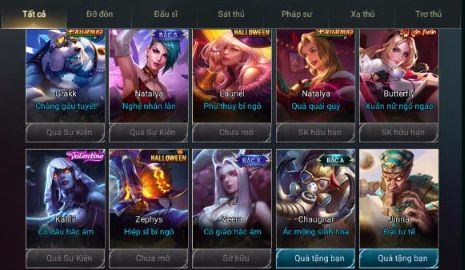 Tất cả
Đỡ đòn
Đấu sĩ
Sát thủ
Pháp sư
Xạ thủ
Trợ thủ
BẬC S
HALLOWEEN
Grakk
Natalya
Lauriel
Natalya
Butterfly
Chàng gấu tuyết
Nghệ nhân lân
Phù thủy bí ngô
Quà quái quỷ
Xuân nữ ngổ ngáo
Quà Sự Kiện
Quà Sự Kiện
Chưa mở
SK hữu hạn
SK hữu hạn
Valentine
HALLOWEEN
BẬC S
BẬC A
Kahlii
Zephys
Veera
Chaugnar
Jinna
Cô dâu hắc ám
Hiệp sĩ bí ngô
Cô giáo hắc ám
Ác mộng sinh hóa
Đại tư tế
Quà Sự Kiện
Chưa mở
Sở hữu
Quà tặng bạn
Quà tặng bạn